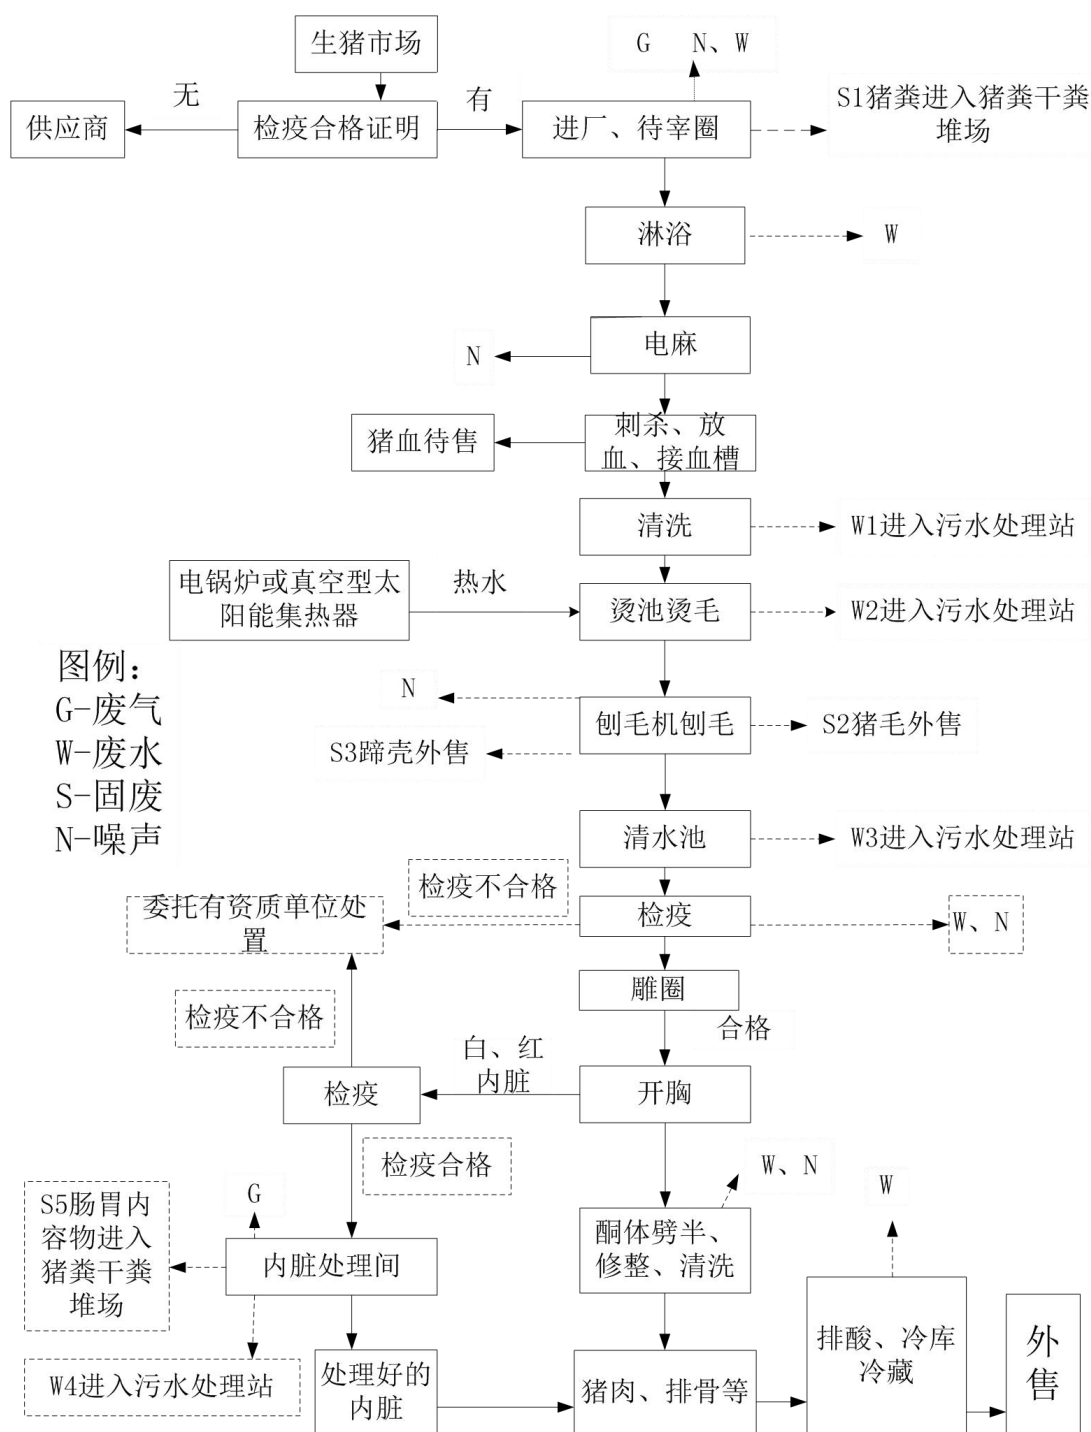 生猪市场
G N、W
无
有
S1猪粪进入猪粪干粪
堆场
供应商
检疫合格证明
进厂、待宰圈
淋浴
W
电麻
N
猪血待售
刺杀、放
血、接血槽
清洗
W1进入污水处理站
电锅炉或真空型太
阳能集热器
热水
烫池烫毛
W2进入污水处理站
图例:
G-废气
W-废水
S-固废
N-噪声
N
刨毛机刨毛
S2猪毛外售
S3蹄壳外售
清水池
W3进入污水处理站
检疫不合格
委托有资质单位处
置
检疫
W、N
雕圈
检疫不合格
合格
白、红
内脏
检疫
开胸
检疫合格
W、N
W
S5肠胃内
容物进入
猪粪干粪
堆场
G
内脏处理间
酮体劈半、
修整、清洗
排酸、冷库
冷藏
外
售
W4进入污水处理站
处理好的
内脏
猪肉、排骨等